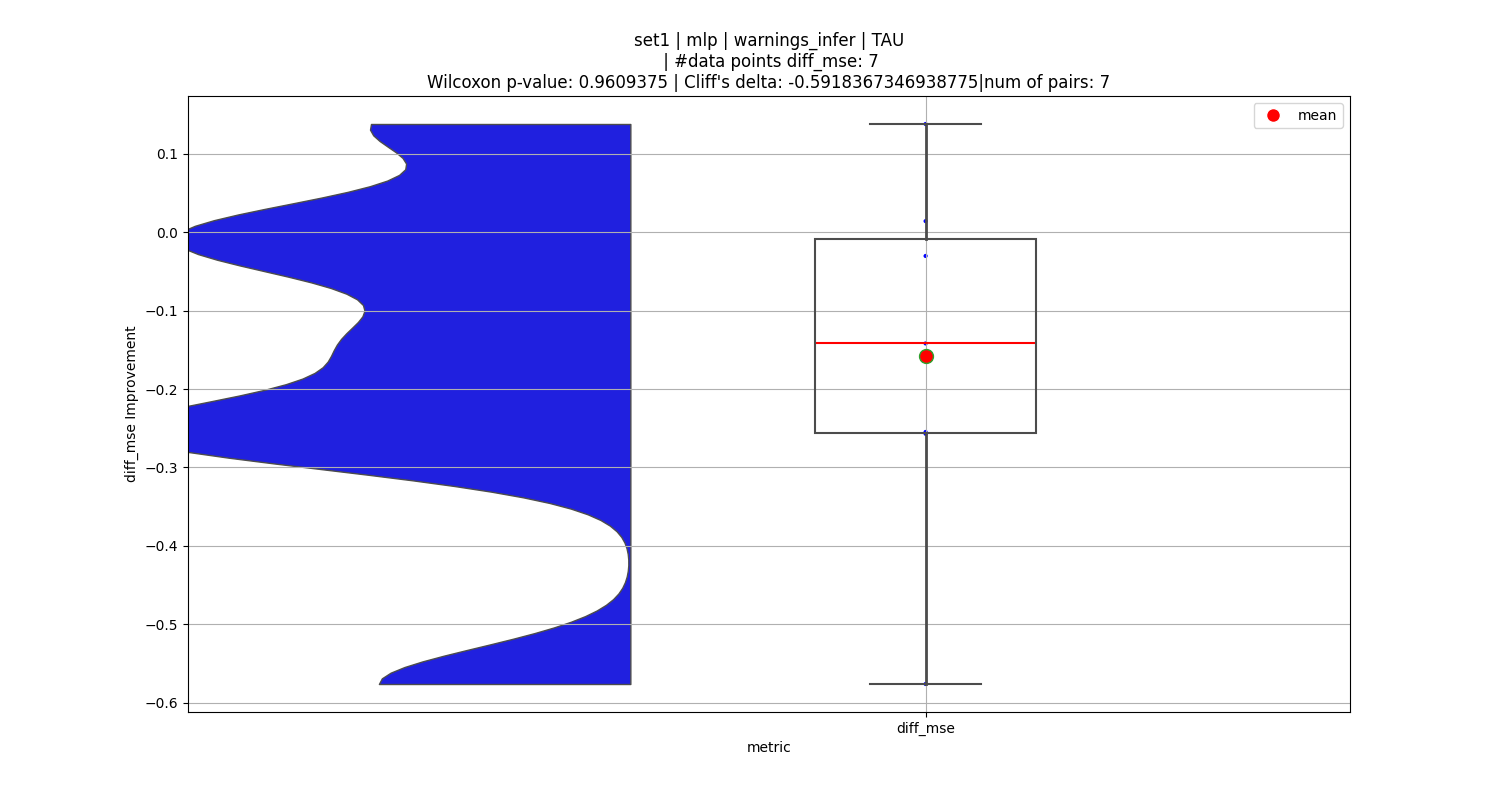 set1 | mlp | warnings_infer | TAU
| #data points diff_mse: 7
Wilcoxon p-value: 0.9609375 | Cliff's delta: -0.5918367346938775|num of pairs: 7
mean
0.1
0.0
−0.1
−0.2
−0.3
−0.4
−0.5
−0.6
diff_mse Improvement
diff_mse
metric